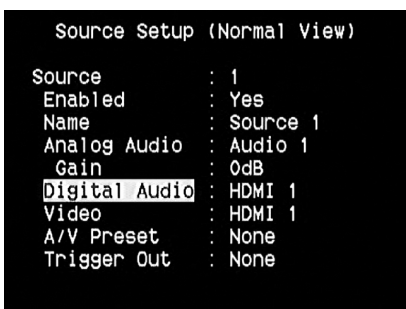 Source Setup (Normal View)
Source : 1
Enabled : Yes
Name : Source 1
Analog Audio : Audio 1
Gain : 0dB
Digital Audio : HDMI 1
Video : HDMI 1
A/V Preset : None
Trigger Out : None